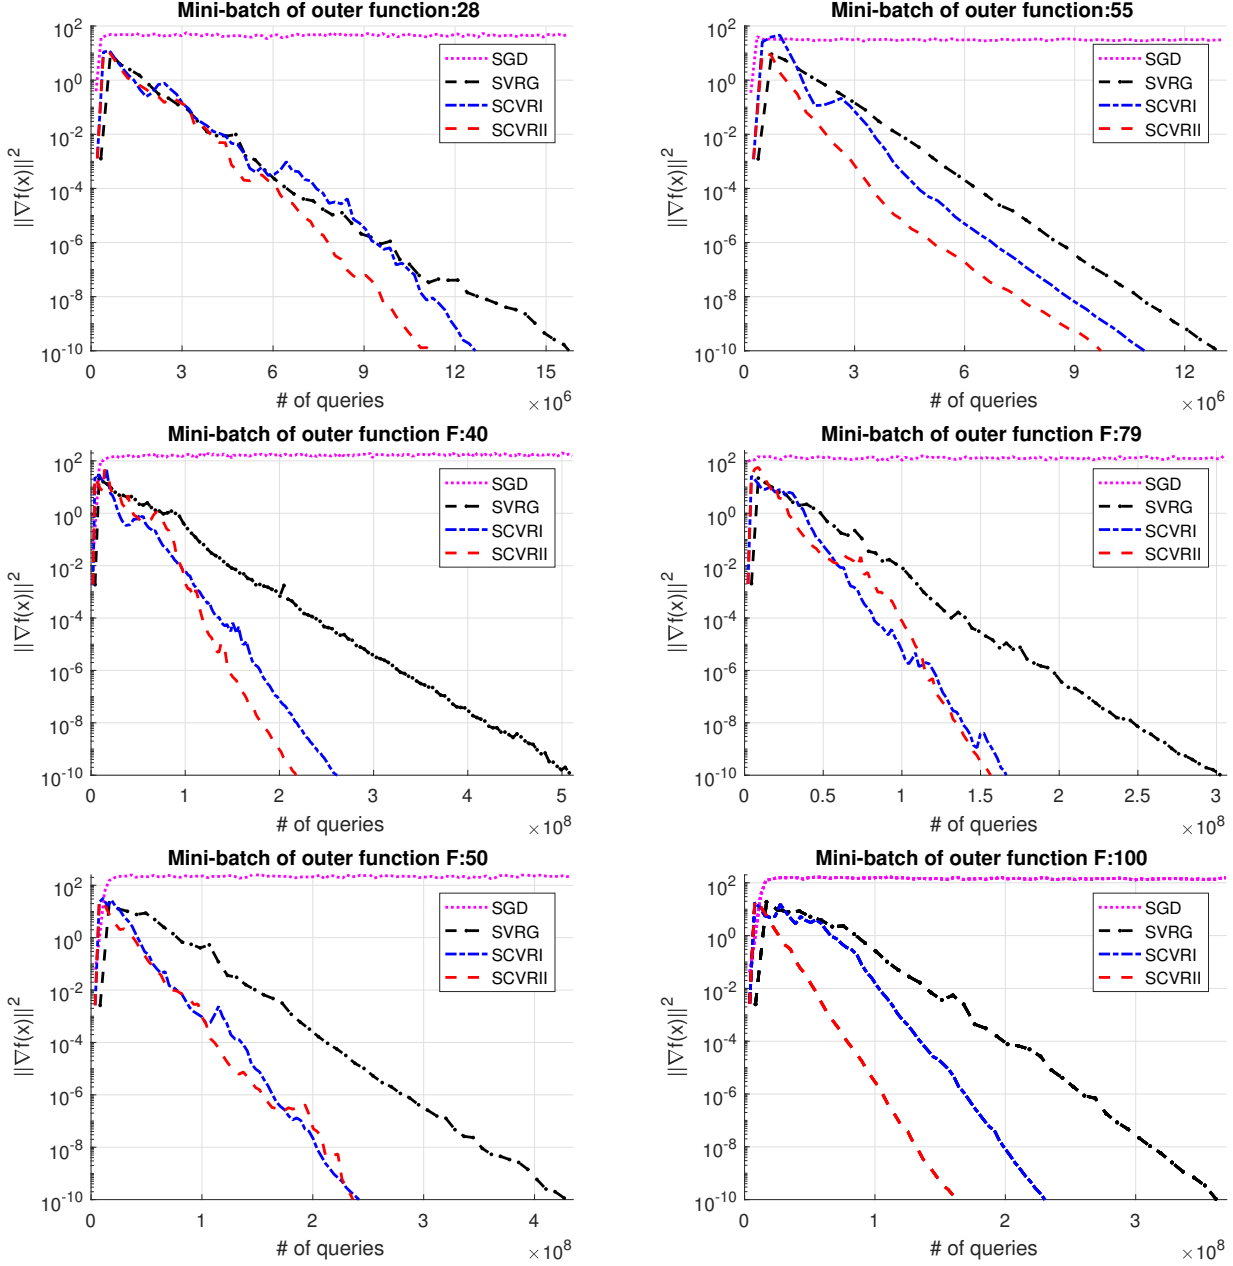 Mini-batch of outer function:28
10^2
10^0
10^-2
10^-4
10^-6
10^-8
10^-10
||∇f(x)||^2
SGD
SVRG
SCVRI
SCVRII
0 3 6 9 12 15
# of queries
×10^6
Mini-batch of outer function:55
10^2
10^0
10^-2
10^-4
10^-6
10^-8
10^-10
||∇f(x)||^2
SGD
SVRG
SCVRI
SCVRII
0 3 6 9 12
# of queries
×10^6
Mini-batch of outer function F:40
10^2
10^0
10^-2
10^-4
10^-6
10^-8
10^-10
||∇f(x)||^2
SGD
SVRG
SCVRI
SCVRII
0 1 2 3 4 5
# of queries
×10^8
Mini-batch of outer function F:79
10^2
10^0
10^-2
10^-4
10^-6
10^-8
10^-10
||∇f(x)||^2
SGD
SVRG
SCVRI
SCVRII
0 0.5 1 1.5 2 2.5 3
# of queries
×10^8
Mini-batch of outer function F:50
10^2
10^0
10^-2
10^-4
10^-6
10^-8
10^-10
||∇f(x)||^2
SGD
SVRG
SCVRI
SCVRII
0 1 2 3 4
# of queries
×10^8
Mini-batch of outer function F:100
10^2
10^0
10^-2
10^-4
10^-6
10^-8
10^-10
||∇f(x)||^2
SGD
SVRG
SCVRI
SCVRII
0 1 2 3
# of queries
×10^8